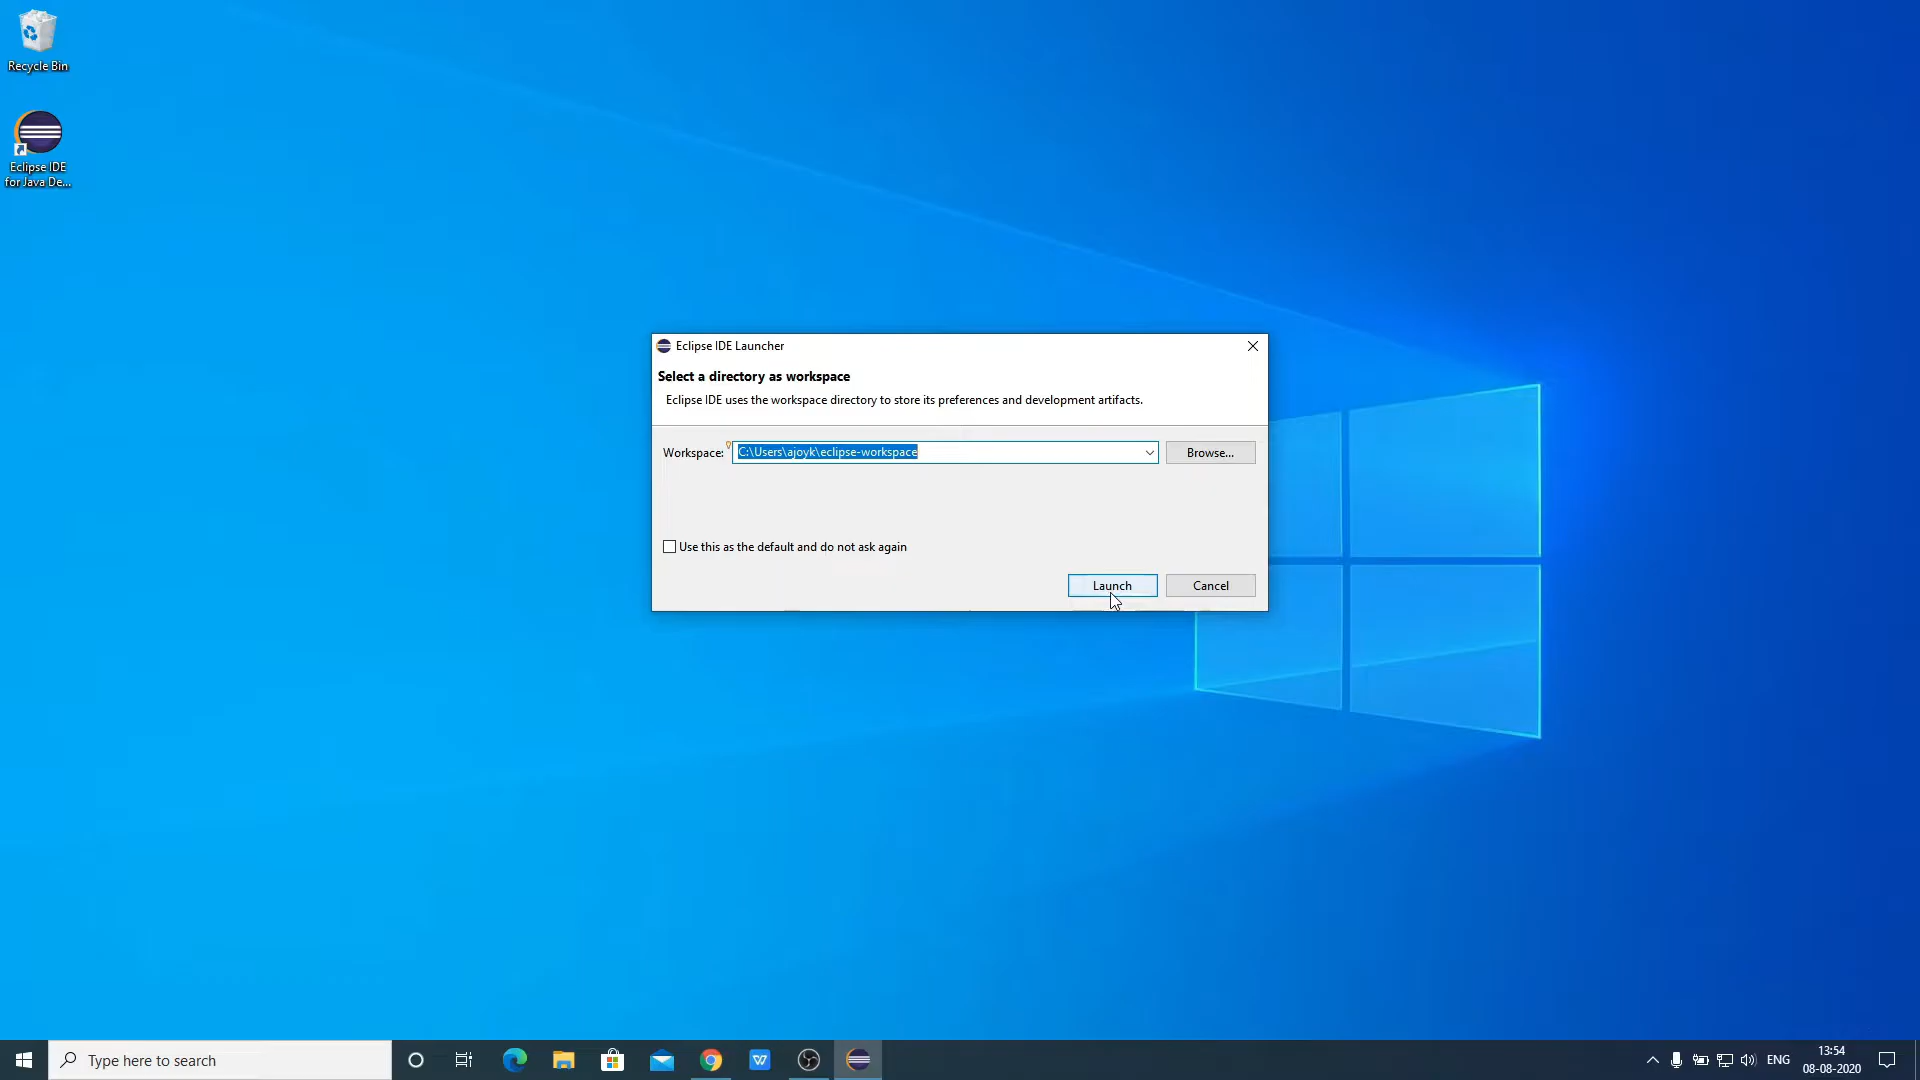 Recycle Bin
Eclipse IDE
for Java De...
Eclipse IDE Launcher
Select a directory as workspace
Eclipse IDE uses the workspace directory to store its preferences and development artifacts.
Workspace: C:\Users\ajoyk\eclipse-workspace Browse...
Use this as the default and do not ask again
Launch Cancel
Type here to search
ENG
13:54
08-08-2020